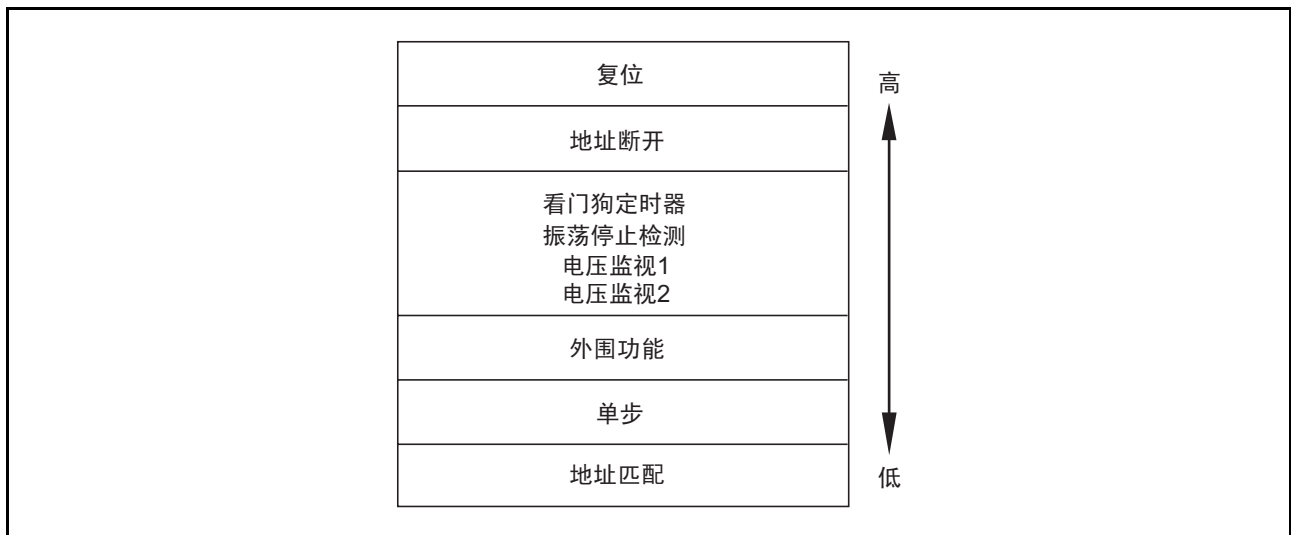 复位
高
地址断开
看门狗定时器
振荡停止检测
电压监视1
电压监视2
外围功能
单步
地址匹配
低